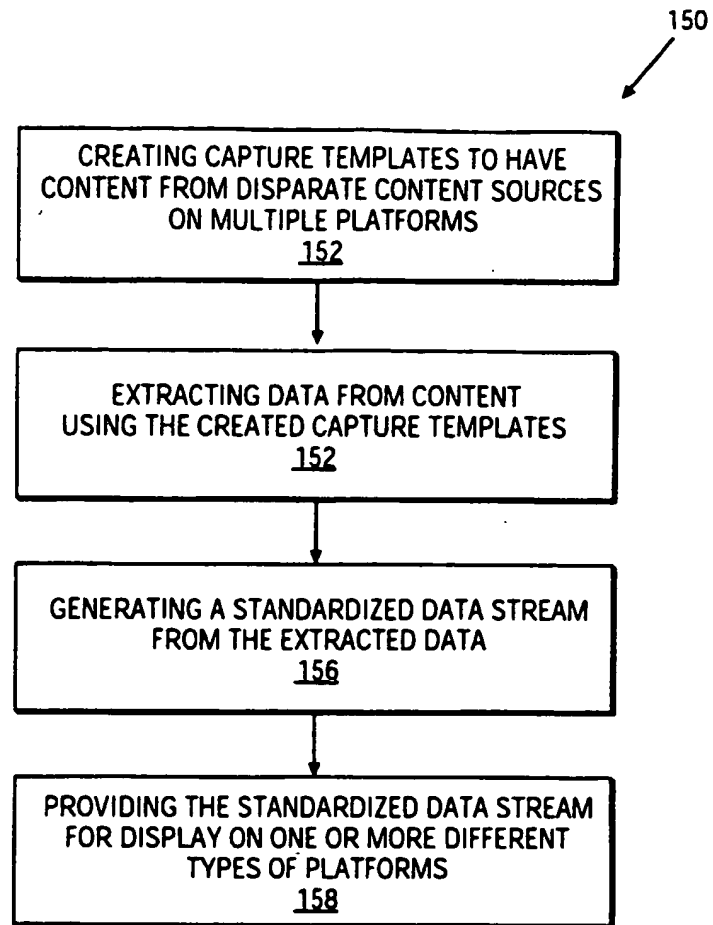 150
CREATING CAPTURE TEMPLATES TO HAVE
CONTENT FROM DISPARATE CONTENT SOURCES
ON MULTIPLE PLATFORMS
152
EXTRACTING DATA FROM CONTENT
USING THE CREATED CAPTURE TEMPLATES
152
GENERATING A STANDARDIZED DATA STREAM
FROM THE EXTRACTED DATA
156
PROVIDING THE STANDARDIZED DATA STREAM
FOR DISPLAY ON ONE OR MORE DIFFERENT
TYPES OF PLATFORMS
158